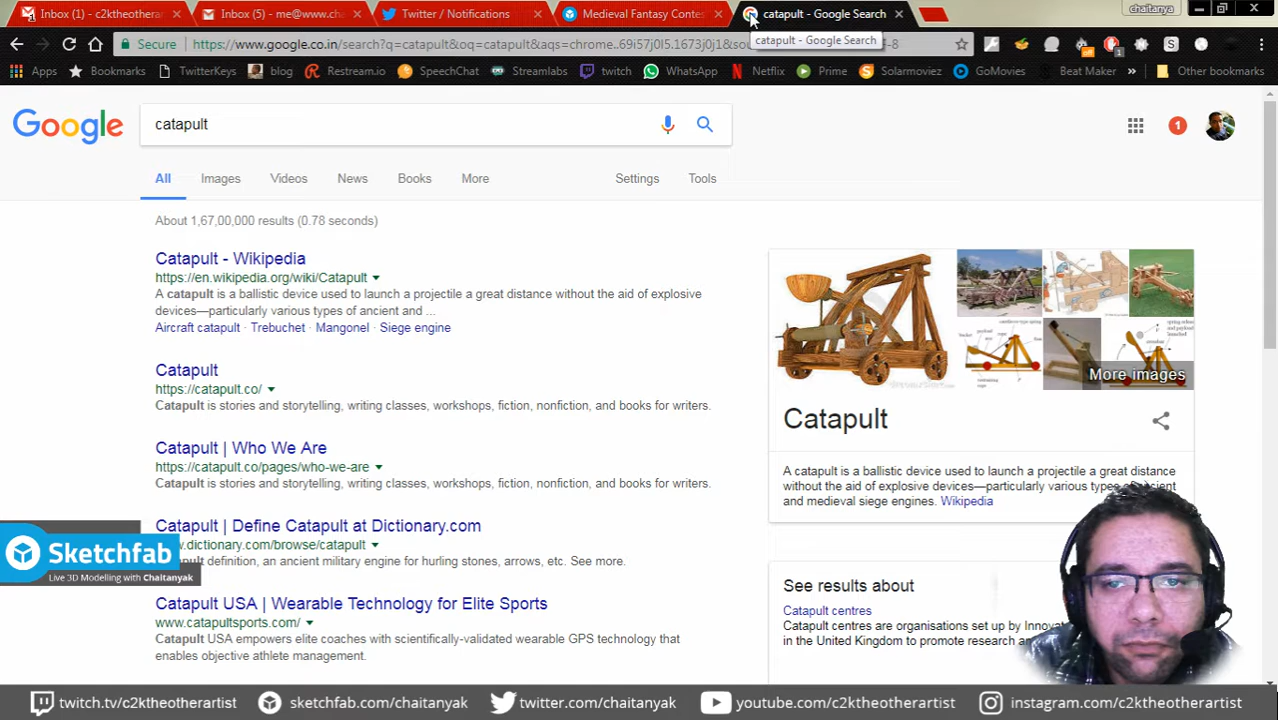 Inbox (1) - c2ktheotherar
Inbox (5) - me@www.cha
Twitter / Notifications
Medieval Fantasy Contes
catapult - Google Search
chaitanya
Secure
https://www.google.co.in/search?q=catapult&oq=catapult&aqs=chrome
69i57j0l5.1673j0j1&sou
-8
catapult - Google Search
Apps
Bookmarks
TwitterKeys
blog
Restream.io
SpeechChat
Streamlabs
twitch
WhatsApp
Netflix
Prime
Solarmoviez
GoMovies
Beat Maker
»
Other bookmarks
Google
catapult
1
All
Images
Videos
News
Books
More
Settings
Tools
About 1,67,00,000 results (0.78 seconds)
Catapult - Wikipedia
https://en.wikipedia.org/wiki/Catapult
A catapult is a ballistic device used to launch a projectile a great distance without the aid of explosive
devices—particularly various types of ancient and ...
Aircraft catapult · Trebuchet · Mangonel · Siege engine
Catapult
https://catapult.co/
Catapult is stories and storytelling, writing classes, workshops, fiction, nonfiction, and books for writers.
Catapult | Who We Are
https://catapult.co/pages/who-we-are
Catapult is stories and storytelling, writing classes, workshops, fiction, nonfiction, and books for writers.
Catapult | Define Catapult at Dictionary.com
w.dictionary.com/browse/catapult
pult definition, an ancient military engine for hurling stones, arrows, etc. See more.
Catapult USA | Wearable Technology for Elite Sports
www.catapultsports.com/
Catapult USA empowers elite coaches with scientifically-validated wearable GPS technology that
enables objective athlete management.
More images
Catapult
A catapult is a ballistic device used to launch a projectile a great distance
without the aid of explosive devices—particularly various types of ancient
and medieval siege engines. Wikipedia
See results about
Catapult centres
Catapult centres are organisations set up by Innov
in the United Kingdom to promote research an
Sketchfab
Live 3D Modelling with Chaitanyak
twitch.tv/c2ktheotherartist
sketchfab.com/chaitanyak
twitter.com/chaitanyak
youtube.com/c2ktheotherartist
instagram.com/c2ktheotherartist